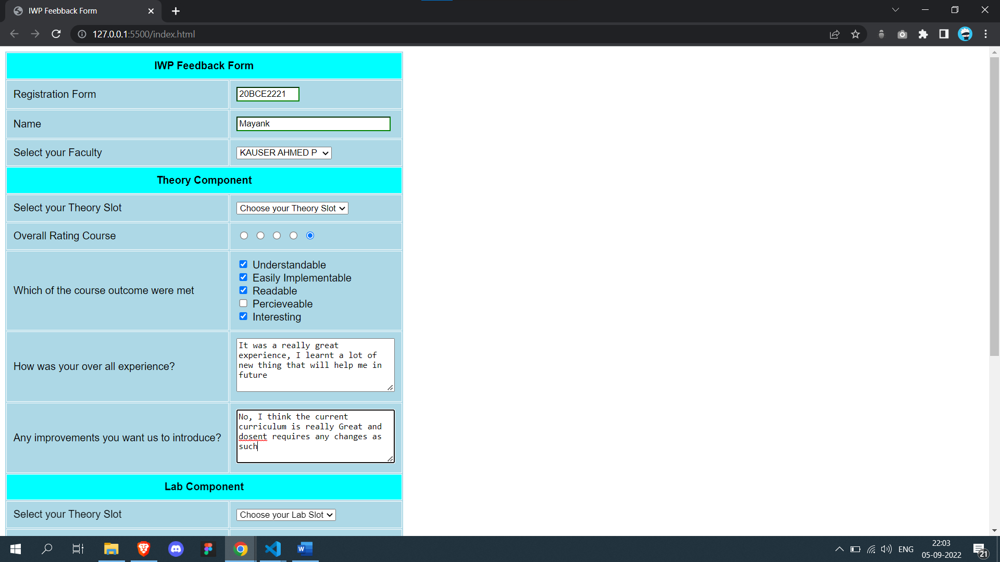 IWP Feebback Form
127.0.0.1:5500/index.html
IWP Feedback Form
Registration Form
20BCE2221
Name
Mayank
Select your Faculty
KAUSER AHMED P
Theory Component
Select your Theory Slot
Choose your Theory Slot
Overall Rating Course
Which of the course outcome were met
Understandable
Easily Implementable
Readable
Percieveable
Interesting
How was your over all experience?
It was a really great
experience, I learnt a lot of
new thing that will help me in
future
Any improvements you want us to introduce?
No, I think the current
curriculum is really Great and
dosent requires any changes as
such
Lab Component
Select your Theory Slot
Choose your Lab Slot
W
ENG
22:03
05-09-2022
21